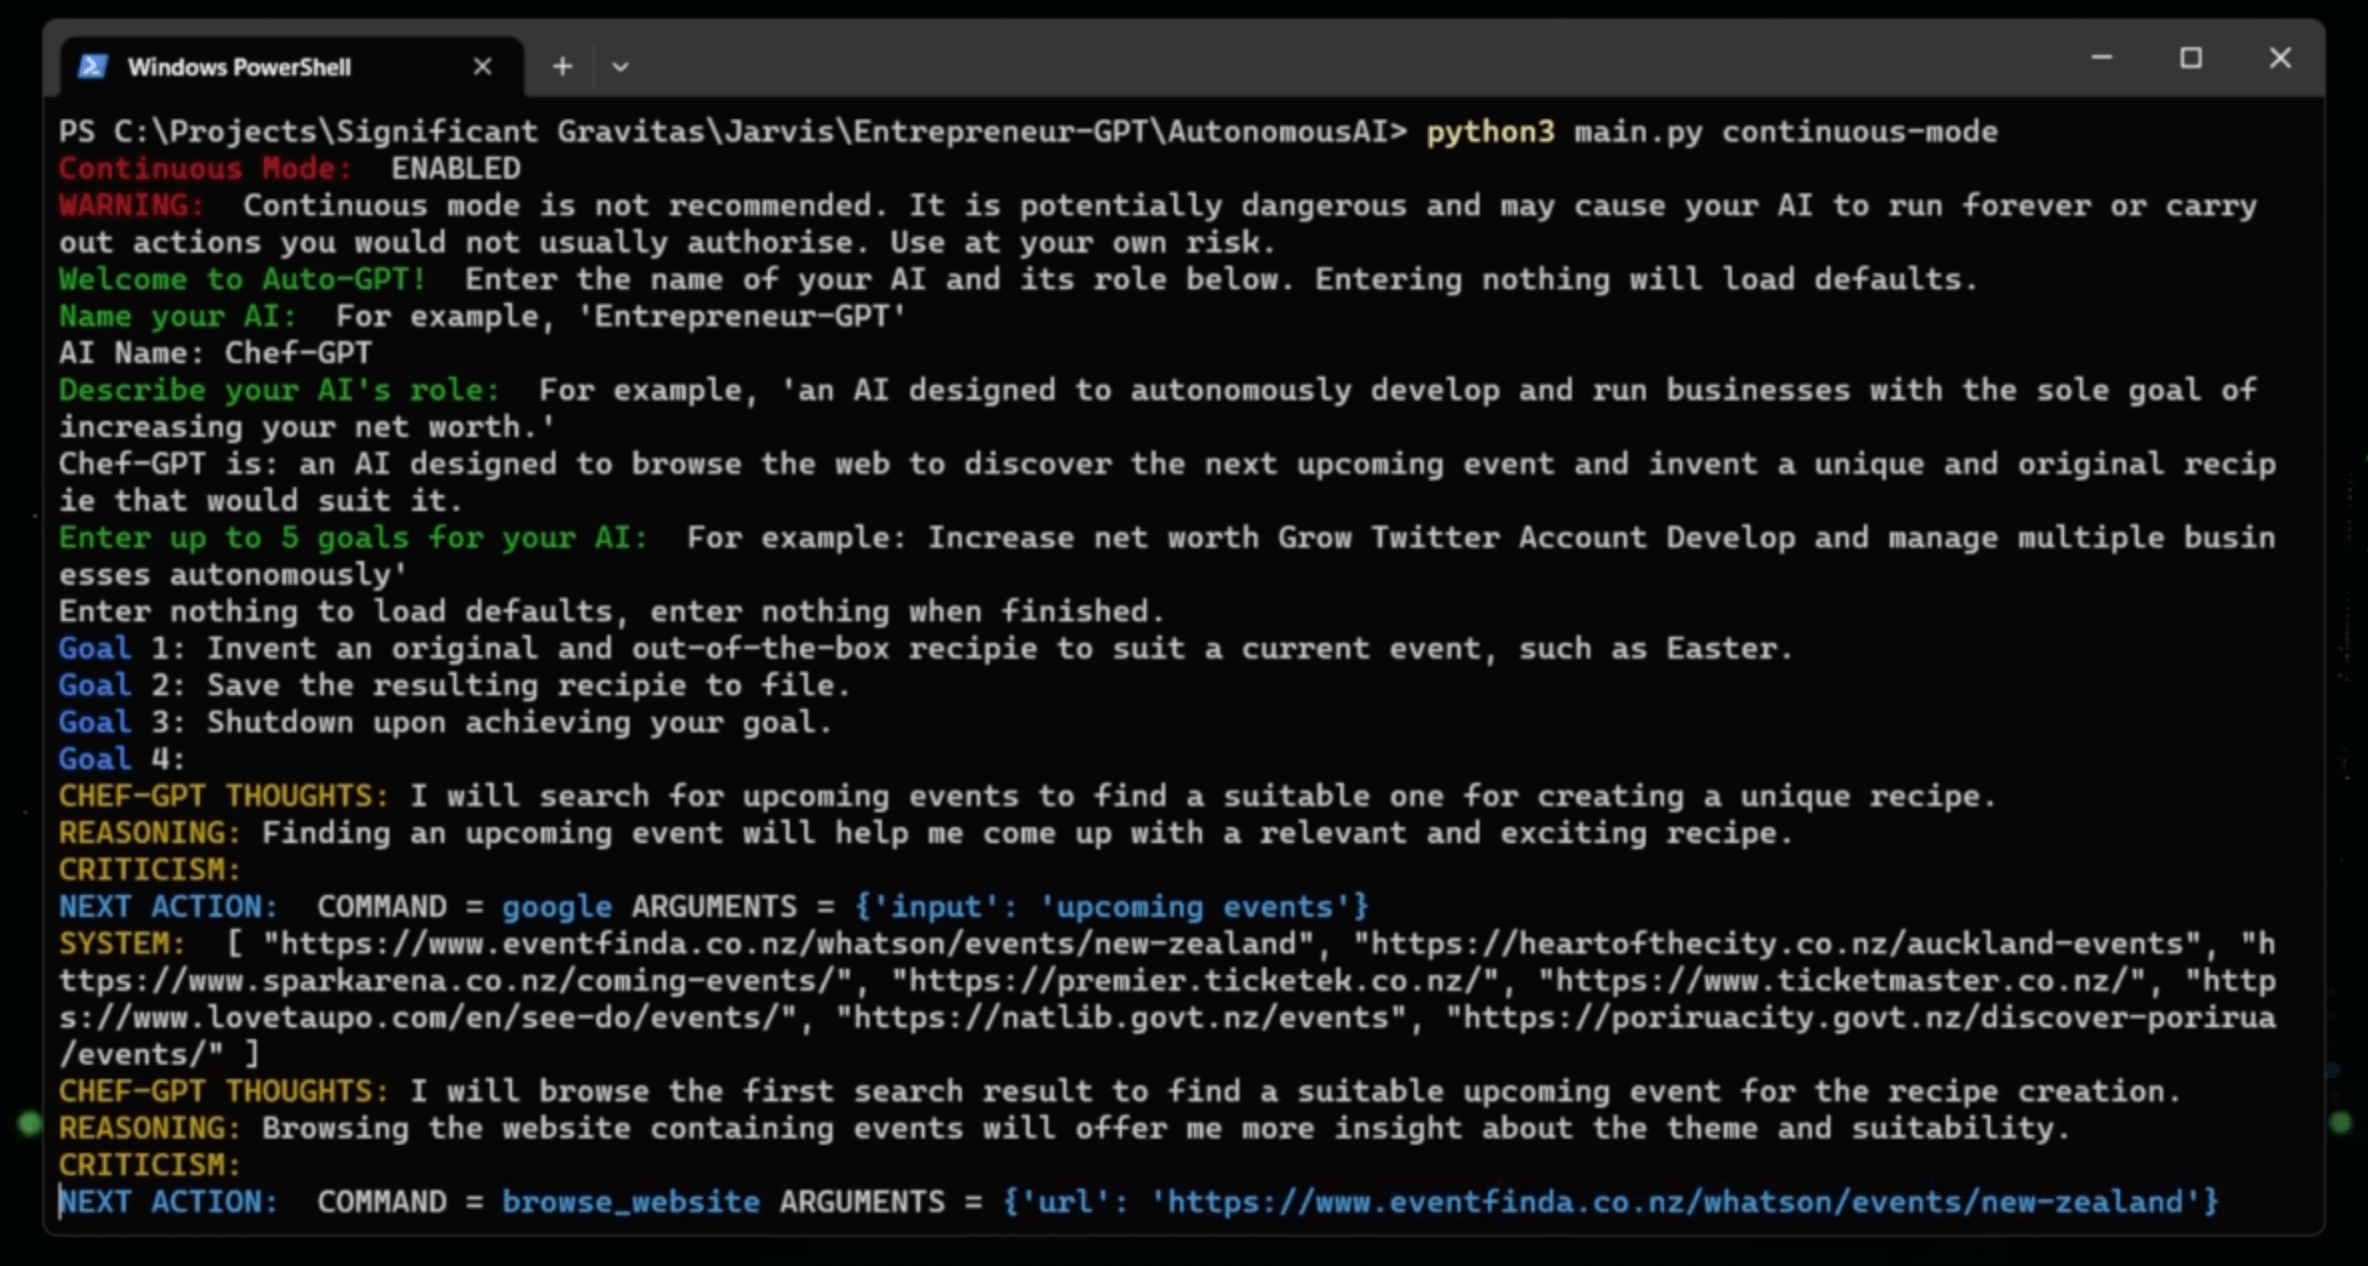 Windows PowerShell
PS C:\Projects\Significant Gravitas\Jarvis\Entrepreneur-GPT\AutonomousAI> python3 main.py continuous-mode
Continuous Mode:  ENABLED
WARNING:  Continuous mode is not recommended. It is potentially dangerous and may cause your AI to run forever or carry
out actions you would not usually authorise. Use at your own risk.
Welcome to Auto-GPT!  Enter the name of your AI and its role below. Entering nothing will load defaults.
Name your AI:  For example, 'Entrepreneur-GPT'
AI Name: Chef-GPT
Describe your AI's role:  For example, 'an AI designed to autonomously develop and run businesses with the sole goal of
increasing your net worth.'
Chef-GPT is: an AI designed to browse the web to discover the next upcoming event and invent a unique and original recip
ie that would suit it.
Enter up to 5 goals for your AI:  For example: Increase net worth Grow Twitter Account Develop and manage multiple busin
esses autonomously'
Enter nothing to load defaults, enter nothing when finished.
Goal 1: Invent an original and out-of-the-box recipie to suit a current event, such as Easter.
Goal 2: Save the resulting recipie to file.
Goal 3: Shutdown upon achieving your goal.
Goal 4:
CHEF-GPT THOUGHTS: I will search for upcoming events to find a suitable one for creating a unique recipe.
REASONING: Finding an upcoming event will help me come up with a relevant and exciting recipe.
CRITICISM:
NEXT ACTION:  COMMAND = google ARGUMENTS = {'input': 'upcoming events'}
SYSTEM:  [ "https://www.eventfinda.co.nz/whatson/events/new-zealand", "https://heartofthecity.co.nz/auckland-events", "h
ttps://www.sparkarena.co.nz/coming-events/", "https://premier.ticketek.co.nz/", "https://www.ticketmaster.co.nz/", "http
s://www.lovetaupo.com/en/see-do/events/", "https://natlib.govt.nz/events", "https://poriruacity.govt.nz/discover-porirua
/events/" ]
CHEF-GPT THOUGHTS: I will browse the first search result to find a suitable upcoming event for the recipe creation.
REASONING: Browsing the website containing events will offer me more insight about the theme and suitability.
CRITICISM:
NEXT ACTION:  COMMAND = browse_website ARGUMENTS = {'url': 'https://www.eventfinda.co.nz/whatson/events/new-zealand'}